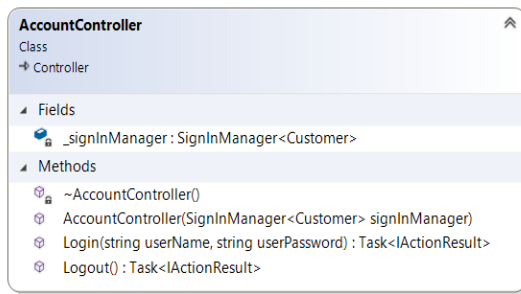 AccountController
Class
Controller
Fields
_signInManager : SignInManager<Customer>
Methods
~AccountController()
AccountController(SignInManager<Customer> signInManager)
Login(string userName, string userPassword) : Task<IActionResult>
Logout() : Task<IActionResult>